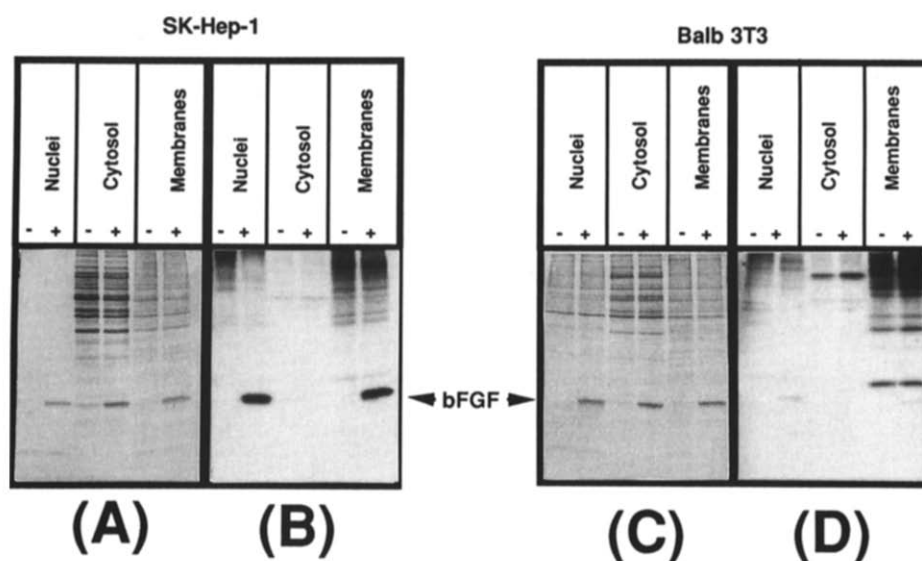 SK-Hep-1
Balb 3T3
Nuclei Cytosol Membranes Nuclei Cytosol Membranes
Nuclei Cytosol Membranes Nuclei Cytosol Membranes
- + - + - + - + - + - +
- + - + - + - + - + - +
bFGF
(A) (B) (C) (D)